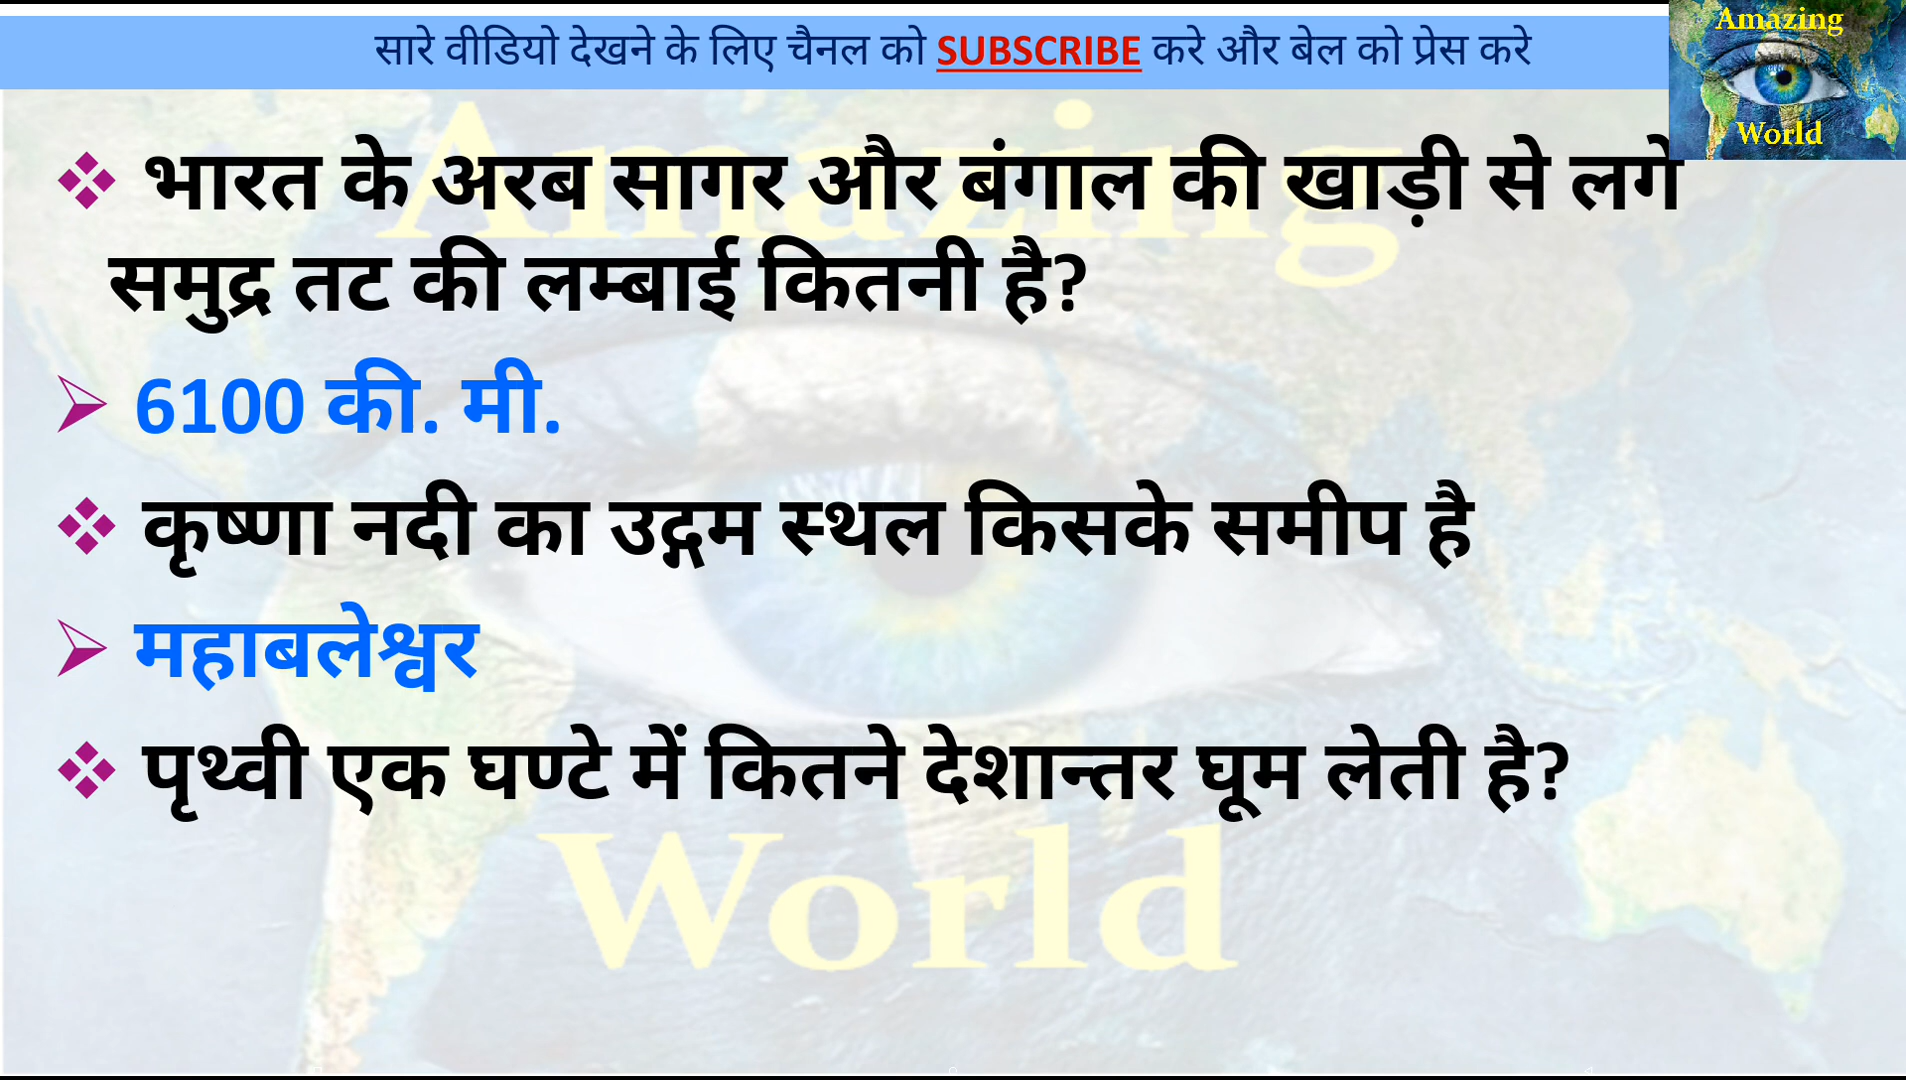 सारे वीडियो देखने के लिए चैनल को SUBSCRIBE करे और बेल को प्रेस करे
Amazing
World
❖ भारत के अरब सागर और बंगाल की खाड़ी से लगे
समुद्र तट की लम्बाई कितनी है?
➢ 6100 की. मी.
❖ कृष्णा नदी का उद्गम स्थल किसके समीप है
➢ महाबलेश्वर
❖ पृथ्वी एक घण्टे में कितने देशान्तर घूम लेती है?
Amazing
World